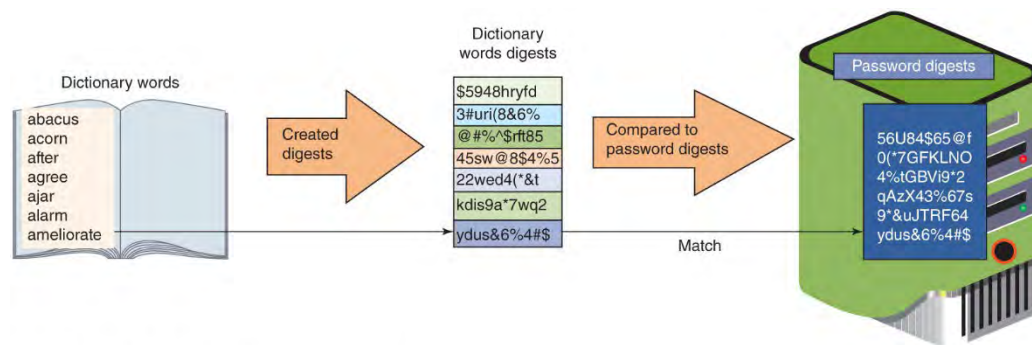 Dictionary words
abacus
acorn
after
agree
ajar
alarm
ameliorate
Created
digests
Dictionary
words digests
$5948hryfd
3#uri(8&6%
@#%^$rft85
45sw@8$4%5
22wed4(*&t
kdis9a*7wq2
ydus&6%4#$
Compared to
password digests
Match
Password digests
56U84$65@f
0(*7GFKLNO
4%tGBVi9*2
qAzX43%67s
9*&uJTRF64
ydus&6%4#$